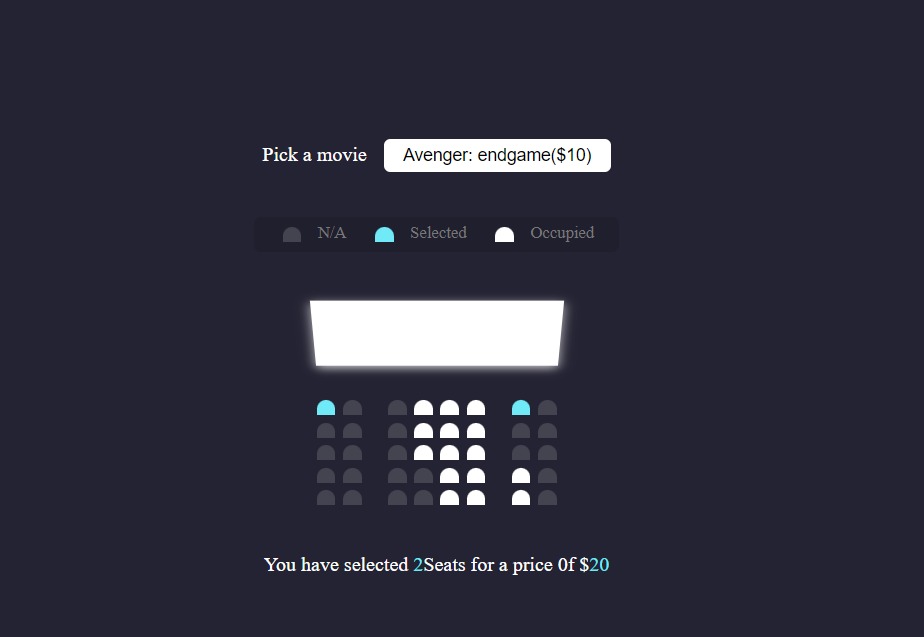 Pick a movie Avenger: endgame($10)
N/A Selected Occupied
You have selected 2Seats for a price 0f $20